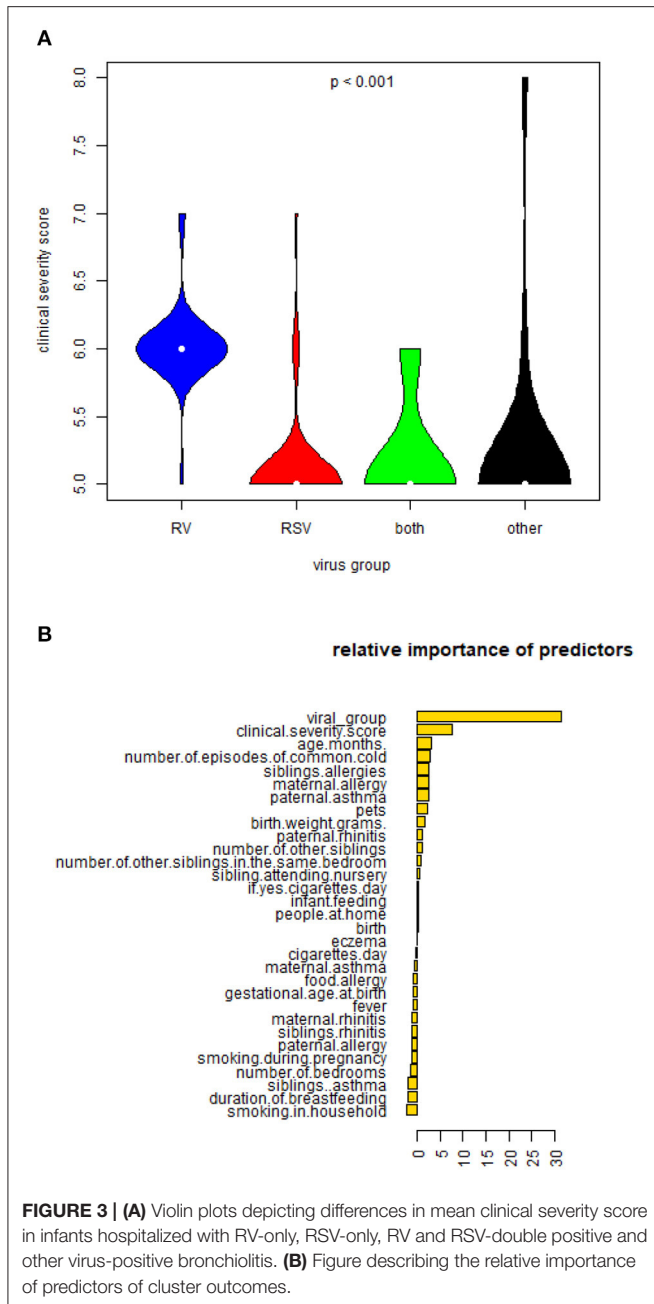 A
p < 0.001
8.0
7.5
7.0
6.5
6.0
5.5
5.0
clinical severity score
RV RSV both other
virus group
B
relative importance of predictors
viral_group
clinical.severity.score
age.months.
number.of.episodes.of.common.cold
siblings.allergies
maternal.allergy
paternal.asthma
pets
birth.weight.grams.
paternal.rhinitis
number.of.other.siblings
number.of.other.siblings.in.the.same.bedroom
sibling.attending.nursery
if.yes.cigarettes.day
infant.feeding
people.at.home
birth
eczema
cigarettes.day
maternal.asthma
food.allergy
gestational.age.at.birth
fever
maternal.rhinitis
siblings.rhinitis
paternal.allergy
smoking.during.pregnancy
number.of.bedrooms
siblings..asthma
duration.of.breastfeeding
smoking.in.household
0 5 10 15 20 25 30
FIGURE 3 | (A) Violin plots depicting differences in mean clinical severity score
in infants hospitalized with RV-only, RSV-only, RV and RSV-double positive and
other virus-positive bronchiolitis. (B) Figure describing the relative importance
of predictors of cluster outcomes.